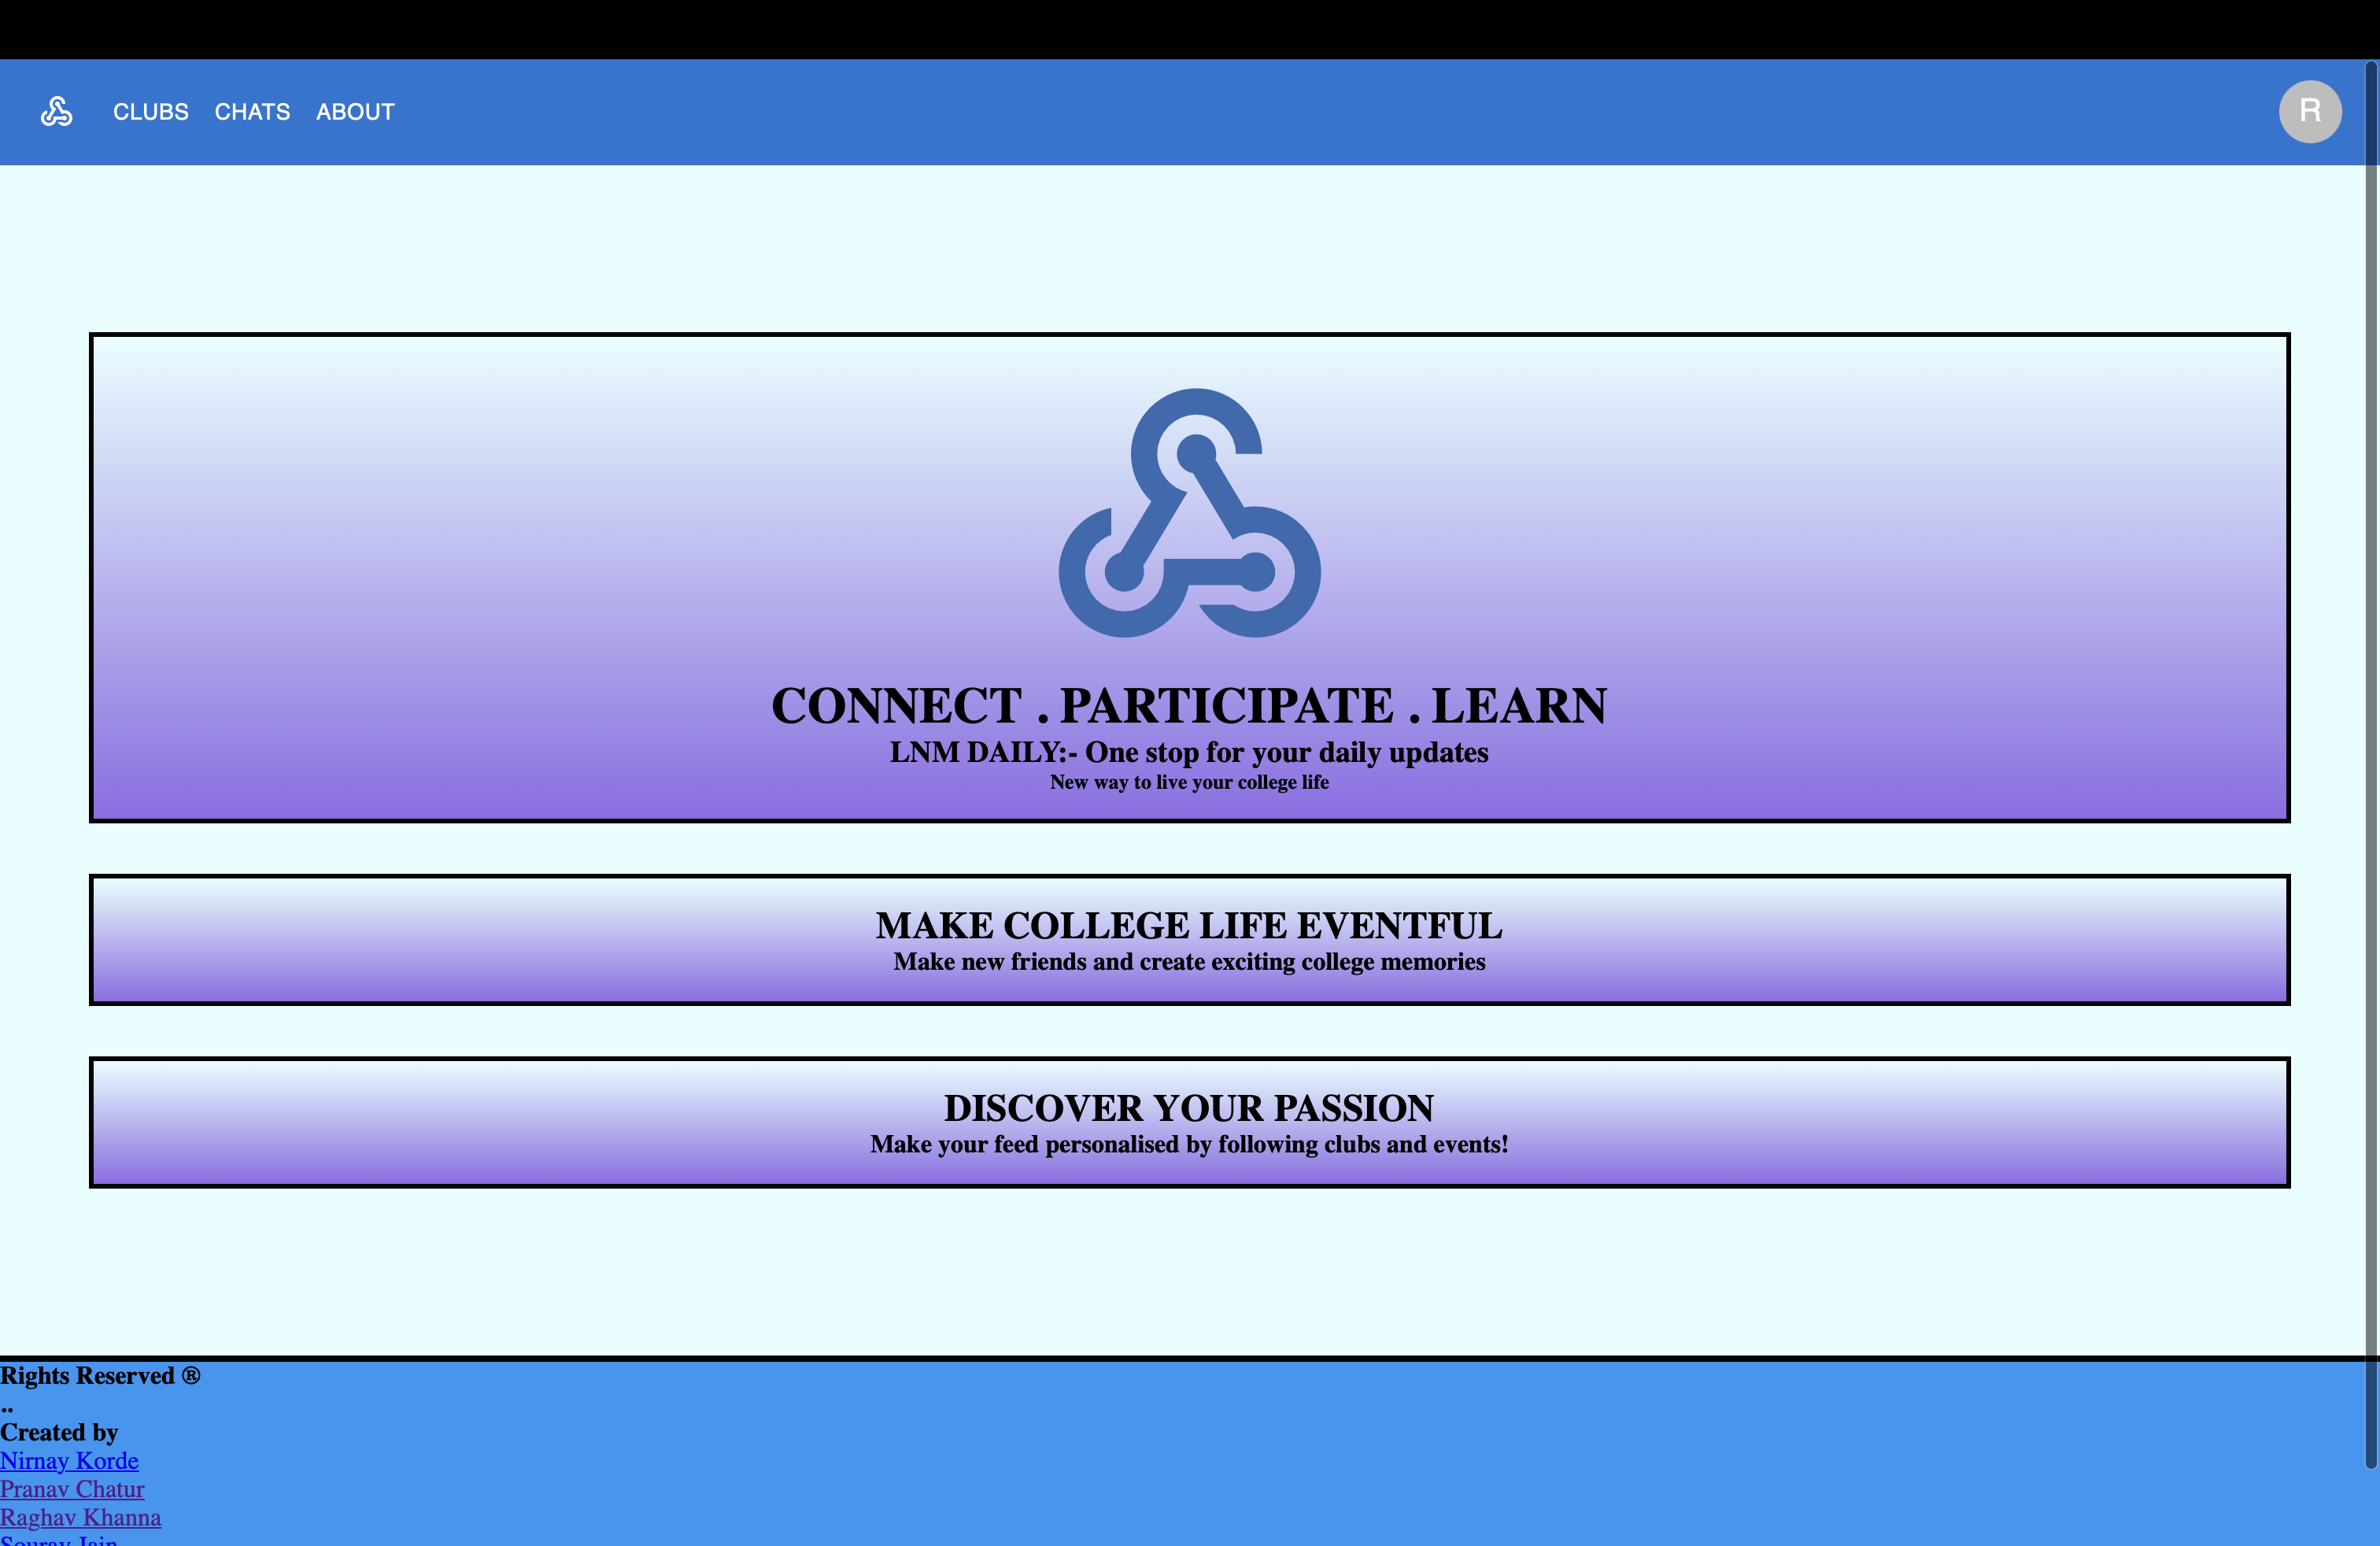 CLUBS CHATS ABOUT R
CONNECT . PARTICIPATE . LEARN
LNM DAILY:- One stop for your daily updates
New way to live your college life
MAKE COLLEGE LIFE EVENTFUL
Make new friends and create exciting college memories
DISCOVER YOUR PASSION
Make your feed personalised by following clubs and events!
Rights Reserved ®
..
Created by
Nirnay Korde
Pranav Chatur
Raghav Khanna
Sourav Jain